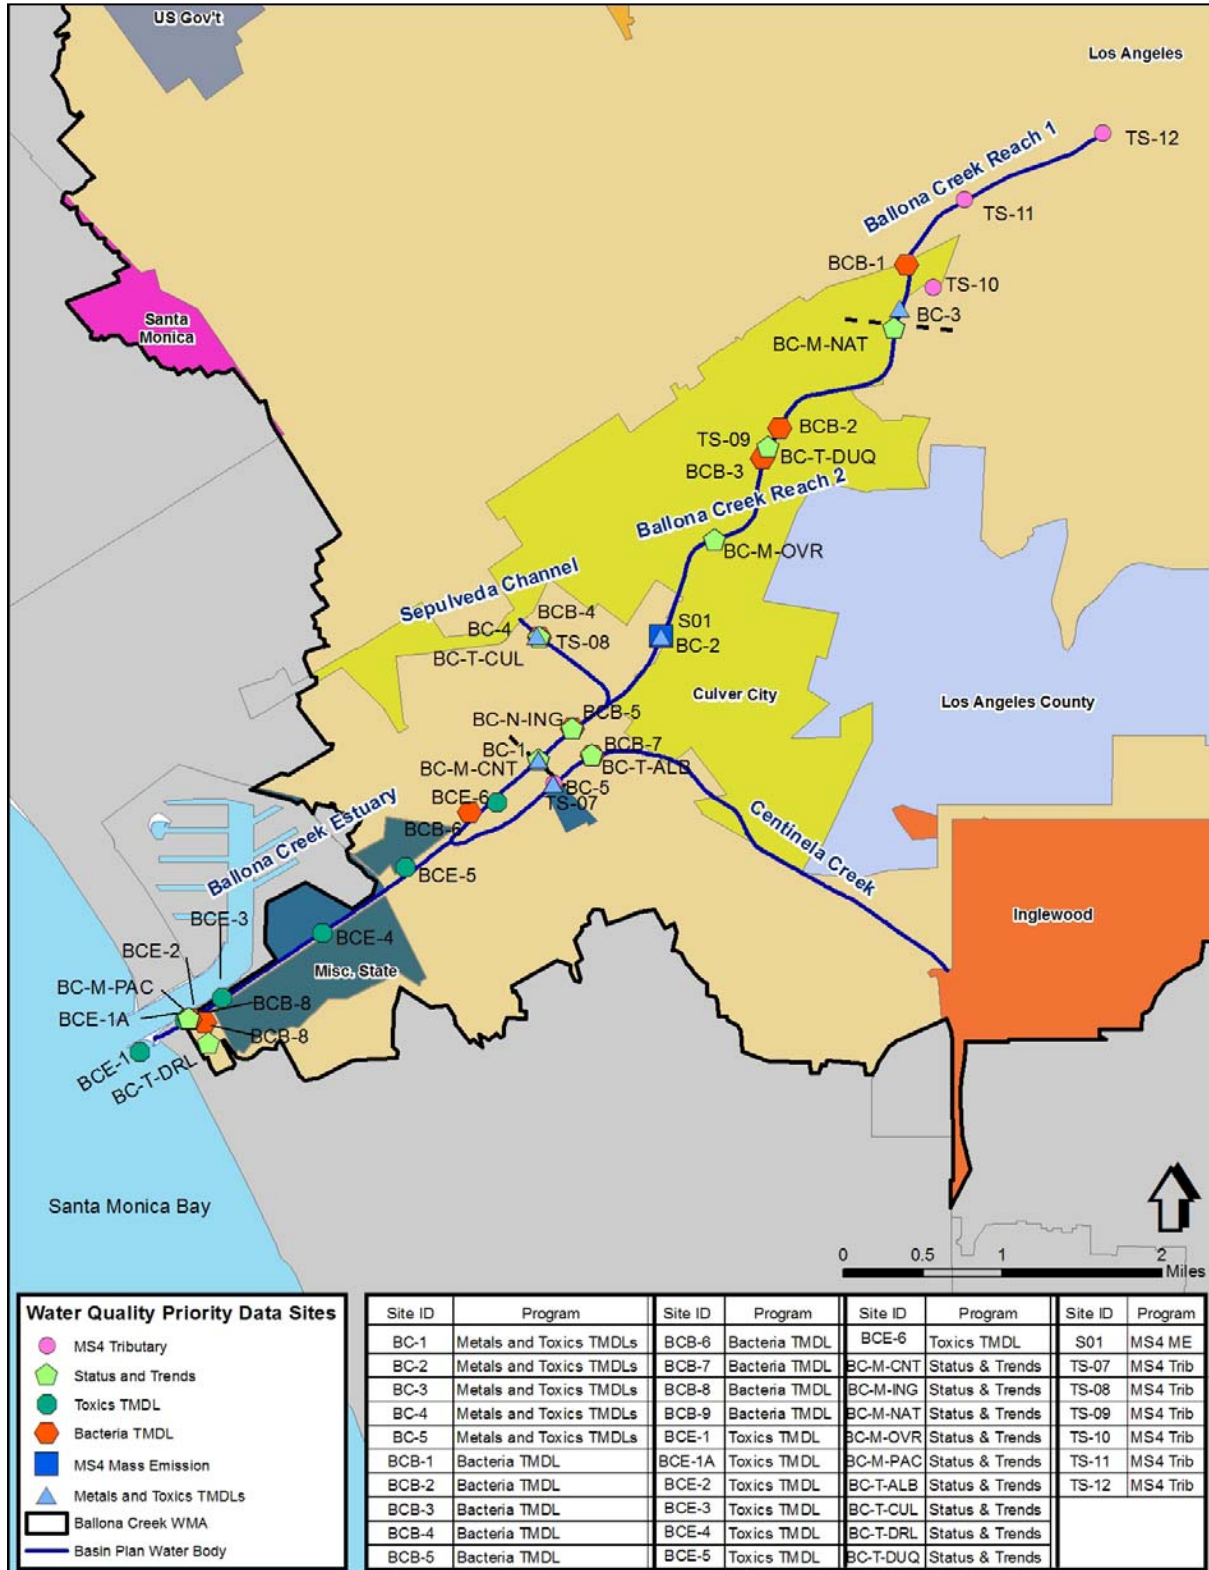 US Gov't
Los Angeles
TS-12
Ballona Creek Reach 1
TS-11
BCB-1
TS-10
BC-3
Santa
Monica
BC-M-NAT
BCB-2
TS-09
BC-T-DUQ
BCB-3
Ballona Creek Reach 2
BC-M-OVR
Sepulveda Channel
BCB-4
BC-4
TS-08
BC-T-CUL
S01
BC-2
Culver City
Los Angeles County
BC-N-ING
BCB-5
BC-1
BCB-7
BC-M-CNT
BC-T-ALB
BC-5
BCE-6
TS-07
BCB-6
Ballona Creek Estuary
Centinela Creek
BCE-5
Inglewood
BCE-3
BCE-4
BCE-2
Misc. State
BC-M-PAC
BCB-8
BCE-1A
BCB-8
BCE-1
BC-T-DRL
Santa Monica Bay
0 0.5 1 2
Miles
Water Quality Priority Data Sites
MS4 Tributary
Status and Trends
Toxics TMDL
Bacteria TMDL
MS4 Mass Emission
Metals and Toxics TMDLs
Ballona Creek WMA
Basin Plan Water Body
Site ID Program Site ID Program Site ID Program Site ID Program
BC-1 Metals and Toxics TMDLs BCB-6 Bacteria TMDL BCE-6 Toxics TMDL S01 MS4 ME
BC-2 Metals and Toxics TMDLs BCB-7 Bacteria TMDL BC-M-CNT Status & Trends TS-07 MS4 Trib
BC-3 Metals and Toxics TMDLs BCB-8 Bacteria TMDL BC-M-ING Status & Trends TS-08 MS4 Trib
BC-4 Metals and Toxics TMDLs BCB-9 Bacteria TMDL BC-M-NAT Status & Trends TS-09 MS4 Trib
BC-5 Metals and Toxics TMDLs BCE-1 Toxics TMDL BC-M-OVR Status & Trends TS-10 MS4 Trib
BCB-1 Bacteria TMDL BCE-1A Toxics TMDL BC-M-PAC Status & Trends TS-11 MS4 Trib
BCB-2 Bacteria TMDL BCE-2 Toxics TMDL BC-T-ALB Status & Trends TS-12 MS4 Trib
BCB-3 Bacteria TMDL BCE-3 Toxics TMDL BC-T-CUL Status & Trends
BCB-4 Bacteria TMDL BCE-4 Toxics TMDL BC-T-DRL Status & Trends
BCB-5 Bacteria TMDL BCE-5 Toxics TMDL BC-T-DUQ Status & Trends